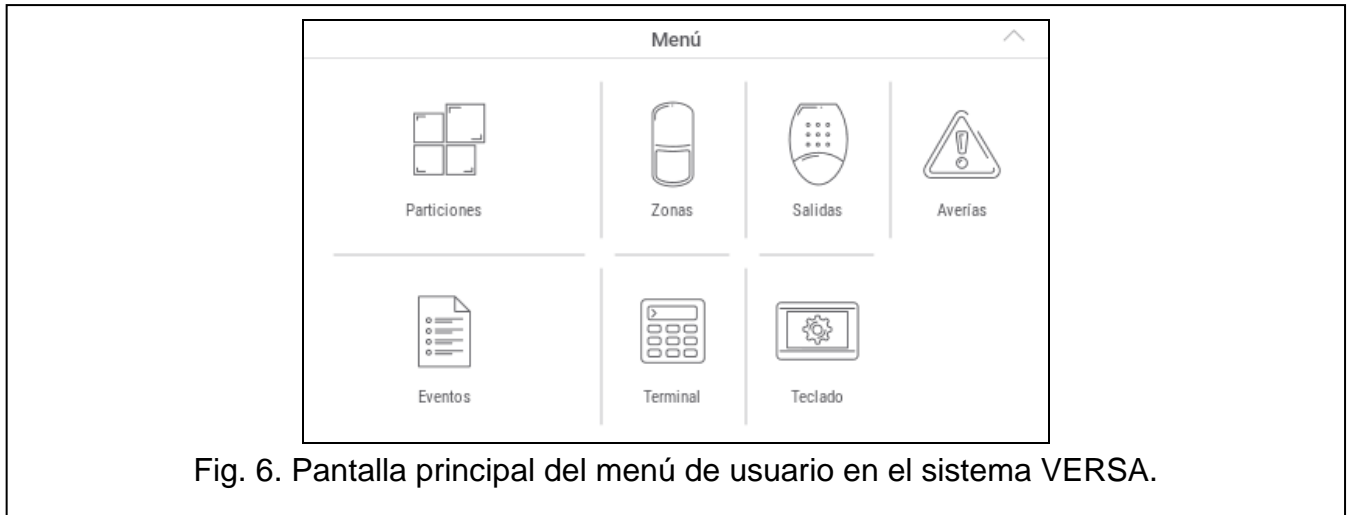 Menú
Particiones
Zonas
Salidas
Averías
Eventos
Terminal
Teclado
Fig. 6. Pantalla principal del menú de usuario en el sistema VERSA.